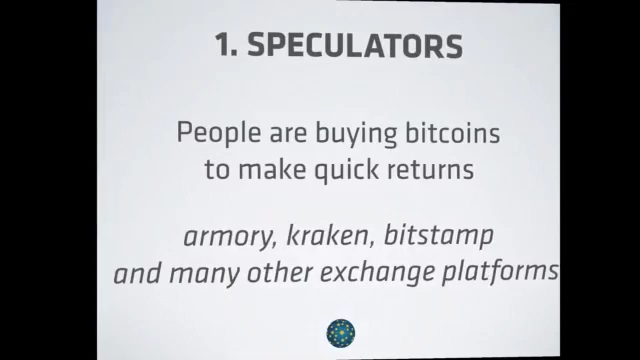 1. SPECULATORS
People are buying bitcoins
to make quick returns
armory, kraken, bitstamp
and many other exchange platforms